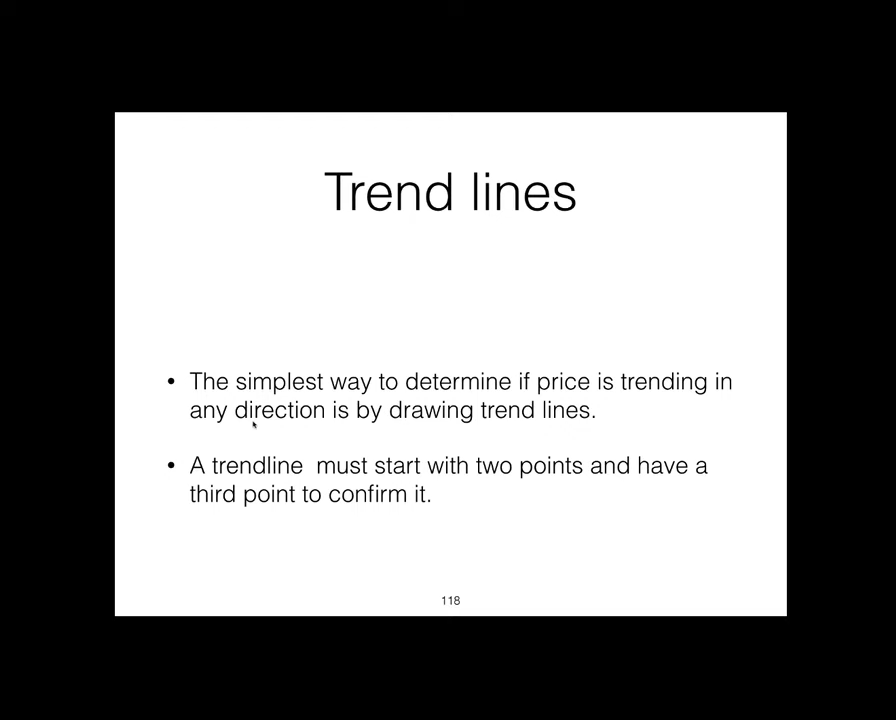 Trend lines
• The simplest way to determine if price is trending in
any direction is by drawing trend lines.
• A trendline  must start with two points and have a
third point to confirm it.
118